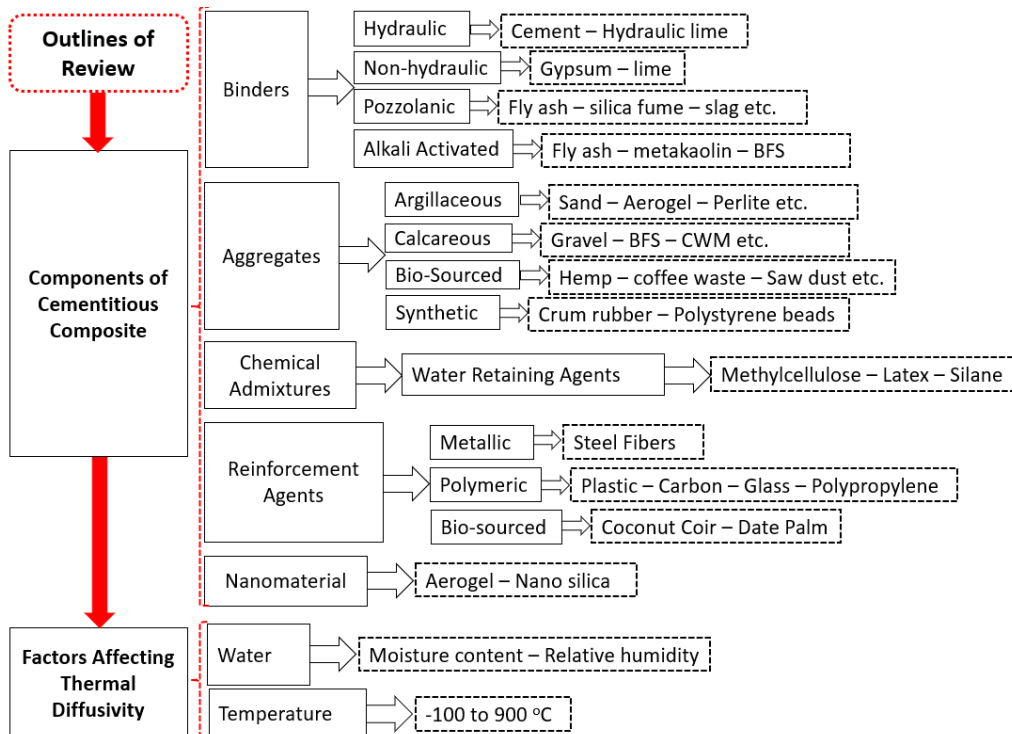 Outlines of
Review
Components of
Cementitious
Composite
Binders
Hydraulic
Cement – Hydraulic lime
Non-hydraulic
Gypsum – lime
Pozzolanic
Fly ash – silica fume – slag etc.
Alkali Activated
Fly ash – metakaolin – BFS
Aggregates
Argillaceous
Sand – Aerogel – Perlite etc.
Calcareous
Gravel – BFS – CWM etc.
Bio-Sourced
Hemp – coffee waste – Saw dust etc.
Synthetic
Crum rubber – Polystyrene beads
Chemical
Admixtures
Water Retaining Agents
Methylcellulose – Latex – Silane
Reinforcement
Agents
Metallic
Steel Fibers
Polymeric
Plastic – Carbon – Glass – Polypropylene
Bio-sourced
Coconut Coir – Date Palm
Nanomaterial
Aerogel – Nano silica
Factors Affecting
Thermal
Diffusivity
Water
Moisture content – Relative humidity
Temperature
-100 to 900 ºC